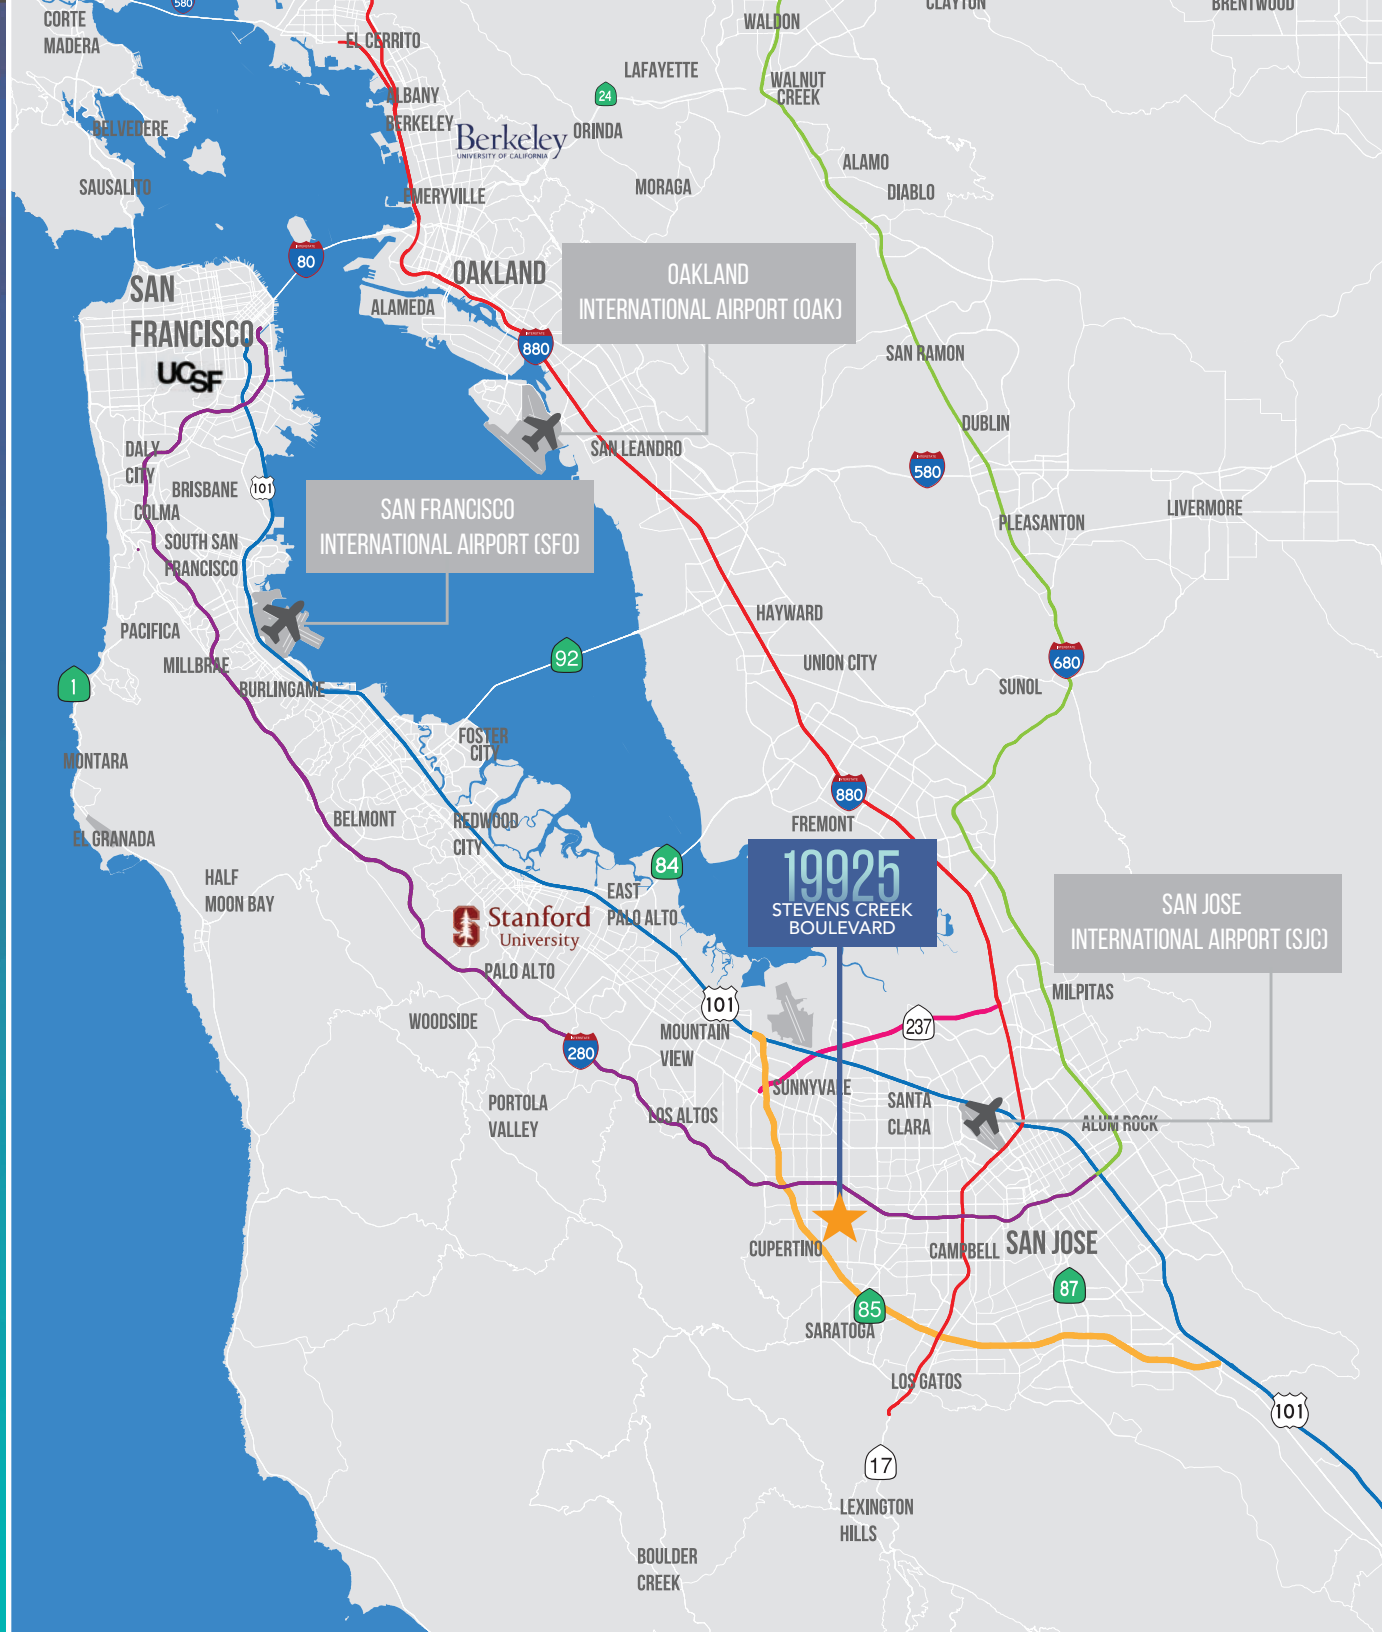 580
CLAYTON
BRENTWOOD
CORTE
MADERA
WALDON
EL CERRITO
LAFAYETTE
WALNUT
CREEK
24
ALBANY
BERKELEY
Berkeley
UNIVERSITY OF CALIFORNIA
ORINDA
BELVEDERE
ALAMO
SAUSALITO
EMERYVILLE
MORAGA
DIABLO
80
OAKLAND
OAKLAND
INTERNATIONAL AIRPORT (OAK)
SAN
FRANCISCO
ALAMEDA
INTERSTATE
880
SAN RAMON
UCSF
DUBLIN
DALY
CITY
SAN LEANDRO
580
BRISBANE
101
COLMA
SAN FRANCISCO
INTERNATIONAL AIRPORT (SFO)
LIVERMORE
PLEASANTON
SOUTH SAN
FRANCISCO
HAYWARD
PACIFICA
92
UNION CITY
680
MILLBRAE
1
BURLINGAME
SUNOL
FOSTER
CITY
MONTARA
880
BELMONT
REDWOOD
CITY
FREMONT
EL GRANADA
84
HALF
MOON BAY
19925
STEVENS CREEK
BOULEVARD
EAST
PALO ALTO
Stanford
University
SAN JOSE
INTERNATIONAL AIRPORT (SJC)
PALO ALTO
MILPITAS
101
WOODSIDE
237
MOUNTAIN
VIEW
280
SUNNYVALE
PORTOLA
VALLEY
LOS ALTOS
SANTA
CLARA
ALUM ROCK
CUPERTINO
CAMPBELL
SAN JOSE
87
85
SARATOGA
LOS GATOS
101
17
LEXINGTON
HILLS
BOULDER
CREEK